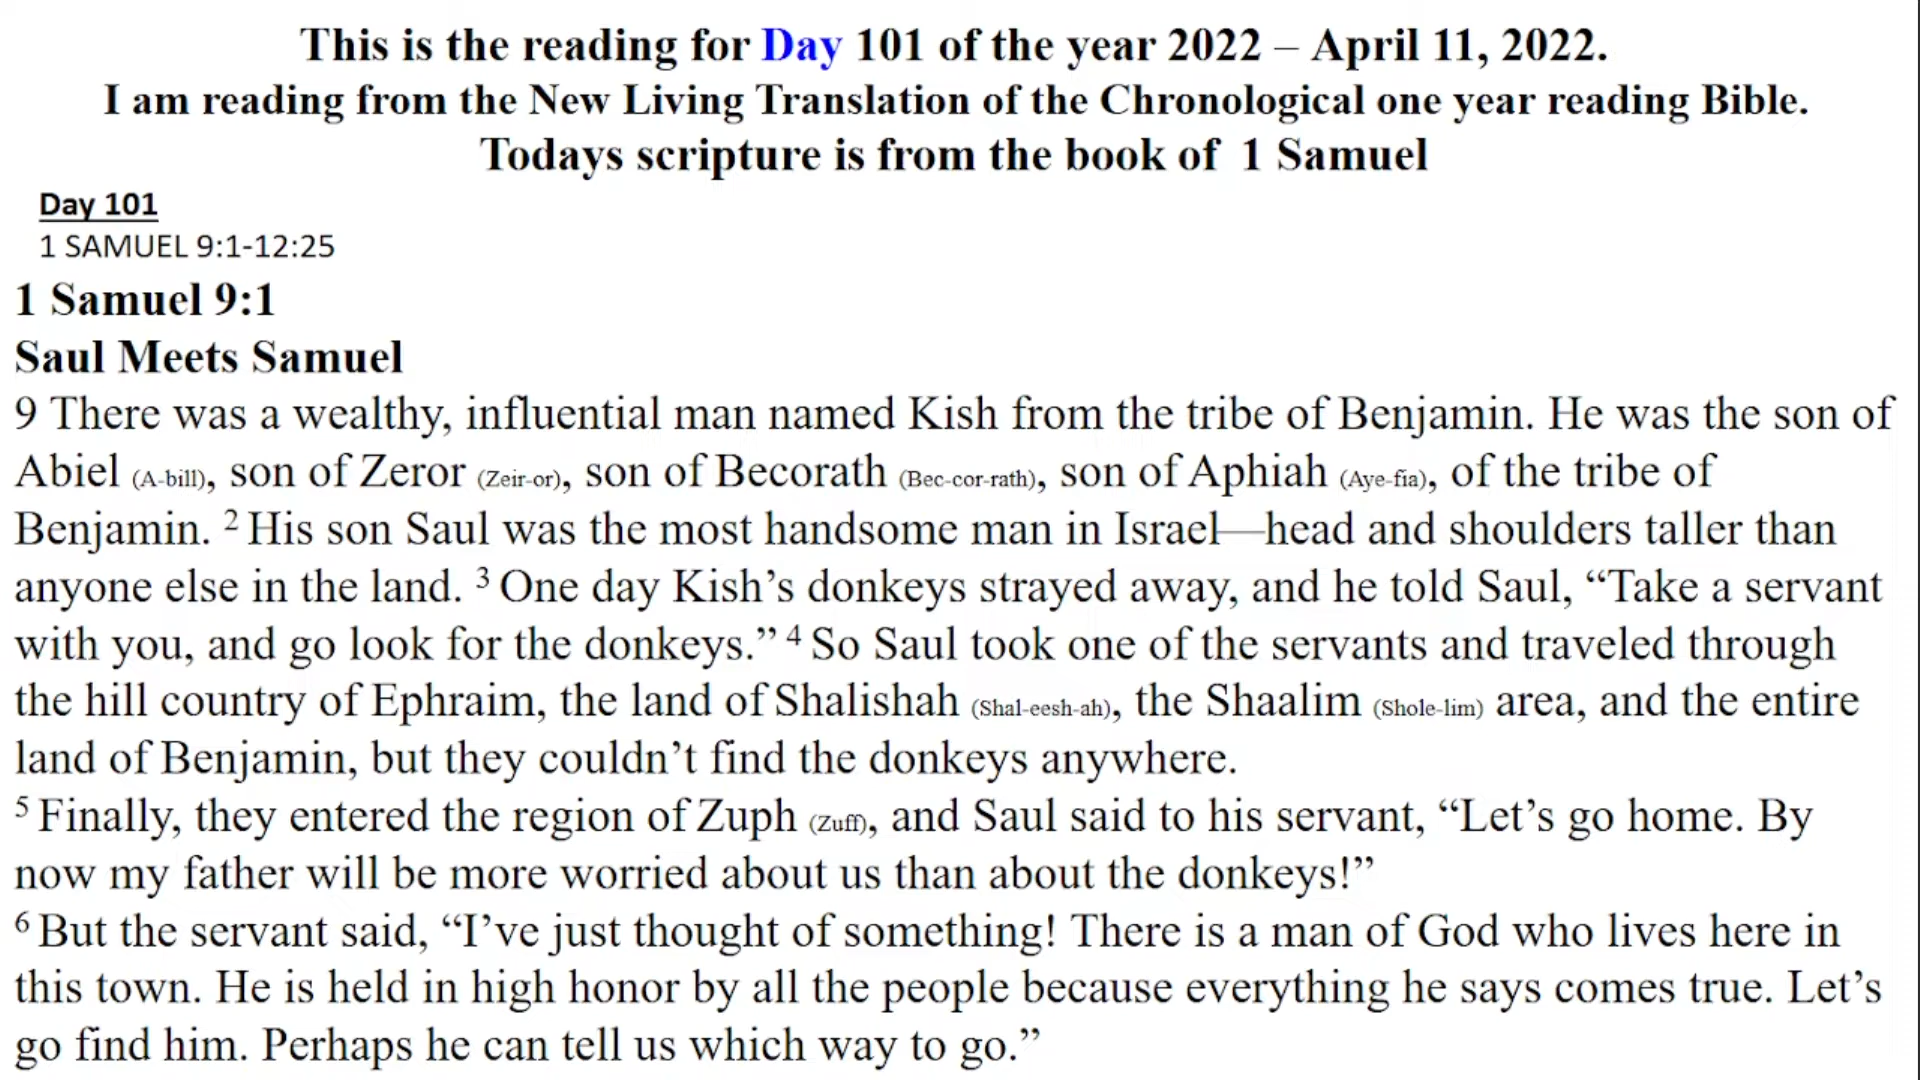 This is the reading for Day 101 of the year 2022 – April 11, 2022.
I am reading from the New Living Translation of the Chronological one year reading Bible.
Todays scripture is from the book of 1 Samuel
Day 101
1 SAMUEL 9:1-12:25
1 Samuel 9:1
Saul Meets Samuel
9 There was a wealthy, influential man named Kish from the tribe of Benjamin. He was the son of
Abiel (A-bill), son of Zeror (Zeir-or), son of Becorath (Bec-cor-rath), son of Aphiah (Aye-fia), of the tribe of
Benjamin. 2 His son Saul was the most handsome man in Israel—head and shoulders taller than
anyone else in the land. 3 One day Kish’s donkeys strayed away, and he told Saul, “Take a servant
with you, and go look for the donkeys.” 4 So Saul took one of the servants and traveled through
the hill country of Ephraim, the land of Shalishah (Shal-eesh-ah), the Shaalim (Shole-lim) area, and the entire
land of Benjamin, but they couldn’t find the donkeys anywhere.
5 Finally, they entered the region of Zuph (Zuff), and Saul said to his servant, “Let’s go home. By
now my father will be more worried about us than about the donkeys!”
6 But the servant said, “I’ve just thought of something! There is a man of God who lives here in
this town. He is held in high honor by all the people because everything he says comes true. Let’s
go find him. Perhaps he can tell us which way to go.”